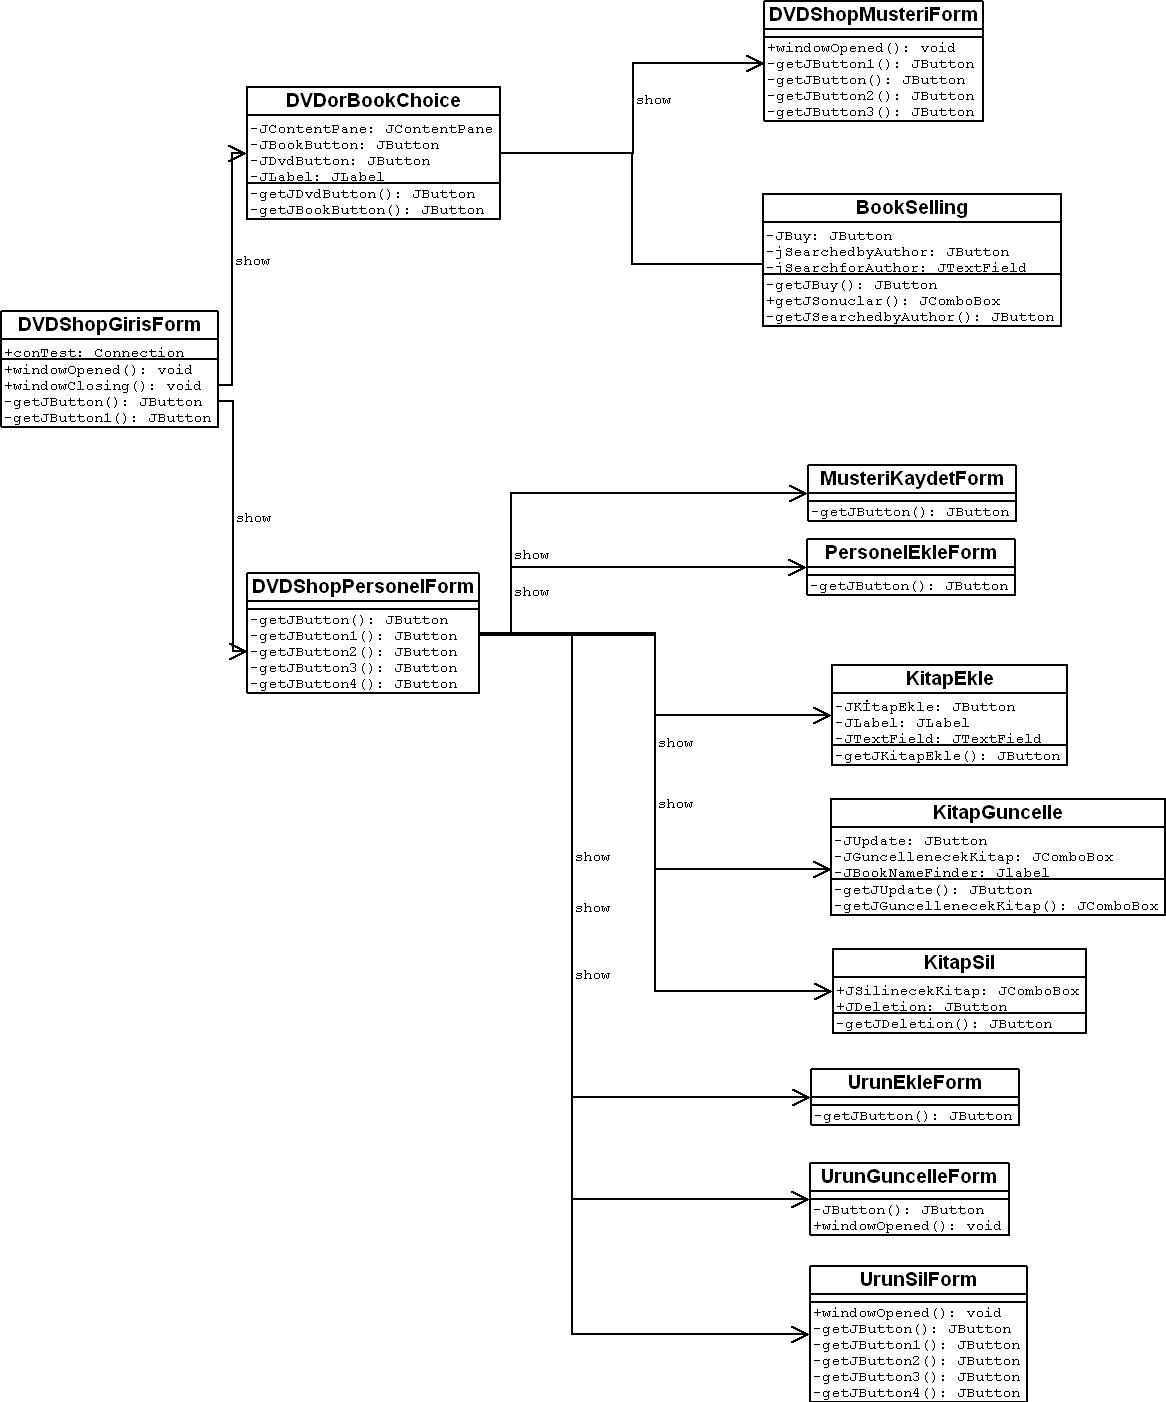 DVDShopMusteriForm
+windowOpened(): void
-getJButton1(): JButton
-getJButton(): JButton
-getJButton2(): JButton
-getJButton3(): JButton
show
DVDorBookChoice
-JContentPane: JContentPane
-JBookButton: JButton
-JDvdButton: JButton
-JLabel: JLabel
-getJDvdButton(): JButton
-getJBookButton(): JButton
BookSelling
-JBuy: JButton
-jSearchedbyAuthor: JButton
-jSearchforAuthor: JTextField
-getJBuy(): JButton
+getJSonuclar(): JComboBox
-getJSearchedbyAuthor(): JButton
show
DVDShopGirisForm
+conTest: Connection
+windowOpened(): void
+windowClosing(): void
-getJButton(): JButton
-getJButton1(): JButton
show
MusteriKaydetForm
-getJButton(): JButton
show
PersonelEkleForm
-getJButton(): JButton
show
DVDShopPersonelForm
-getJButton(): JButton
-getJButton1(): JButton
-getJButton2(): JButton
-getJButton3(): JButton
-getJButton4(): JButton
KitapEkle
-JKİtapEkle: JButton
-JLabel: JLabel
-JTextField: JTextField
-getJKitapEkle(): JButton
show
show
KitapGuncelle
-JUpdate: JButton
-JGuncellenecekKitap: JComboBox
-JBookNameFinder: Jlabel
-getJUpdate(): JButton
-getJGuncellenecekKitap(): JComboBox
show
show
show
KitapSil
+JSilinecekKitap: JComboBox
+JDeletion: JButton
-getJDeletion(): JButton
UrunEkleForm
-getJButton(): JButton
UrunGuncelleForm
-JButton(): JButton
+windowOpened(): void
UrunSilForm
+windowOpened(): void
-getJButton(): JButton
-getJButton1(): JButton
-getJButton2(): JButton
-getJButton3(): JButton
-getJButton4(): JButton